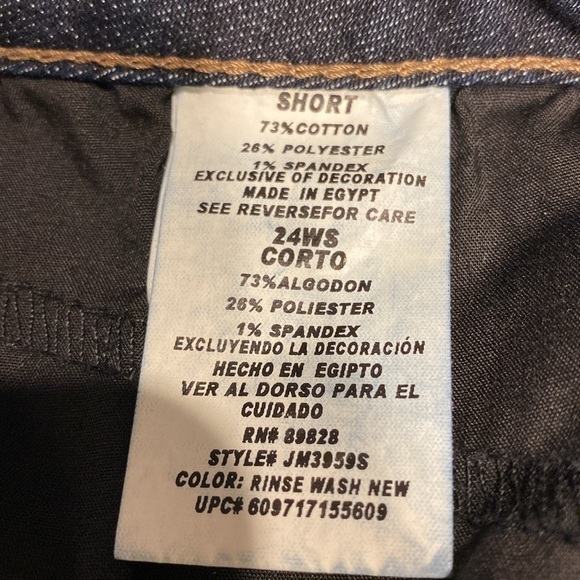 SHORT
73%COTTON
26% POLYESTER
1% SPANDEX
EXCLUSIVE OF DECORATION
MADE IN EGYPT
SEE REVERSEFOR CARE
24WS
CORTO
73%ALGODON
26% POLIESTER
1% SPANDEX
EXCLUYENDO LA DECORACIÓN
HECHO EN EGIPTO
VER AL DORSO PARA EL
CUIDADO
RN# 89828
STYLE# JM3959S
COLOR: RINSE WASH NEW
UPC# 609717155609